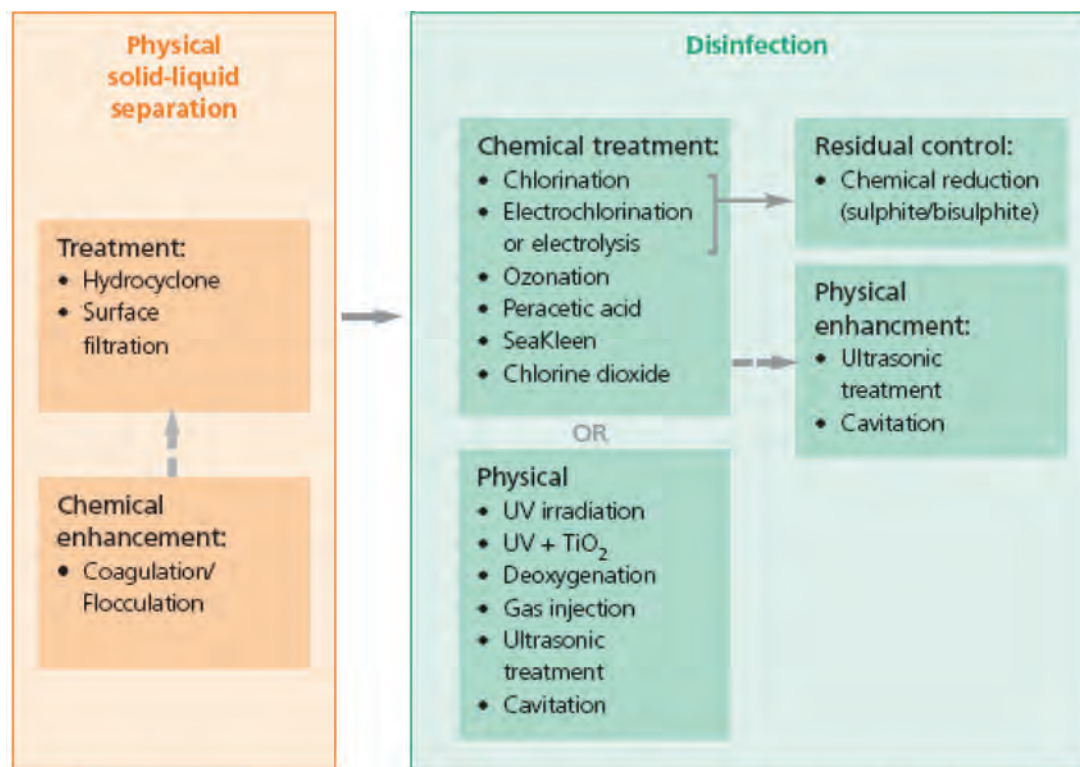 Physical
solid-liquid
separation
Treatment:
• Hydrocyclone
• Surface
filtration
Chemical
enhancement:
• Coagulation/
Flocculation
Disinfection
Chemical treatment:
• Chlorination
• Electrochlorination
or electrolysis
• Ozonation
• Peracetic acid
• SeaKleen
• Chlorine dioxide
OR
Physical
• UV irradiation
• UV + TiO₂
• Deoxygenation
• Gas injection
• Ultrasonic
treatment
• Cavitation
Residual control:
• Chemical reduction
(sulphite/bisulphite)
Physical
enhancment:
• Ultrasonic
treatment
• Cavitation